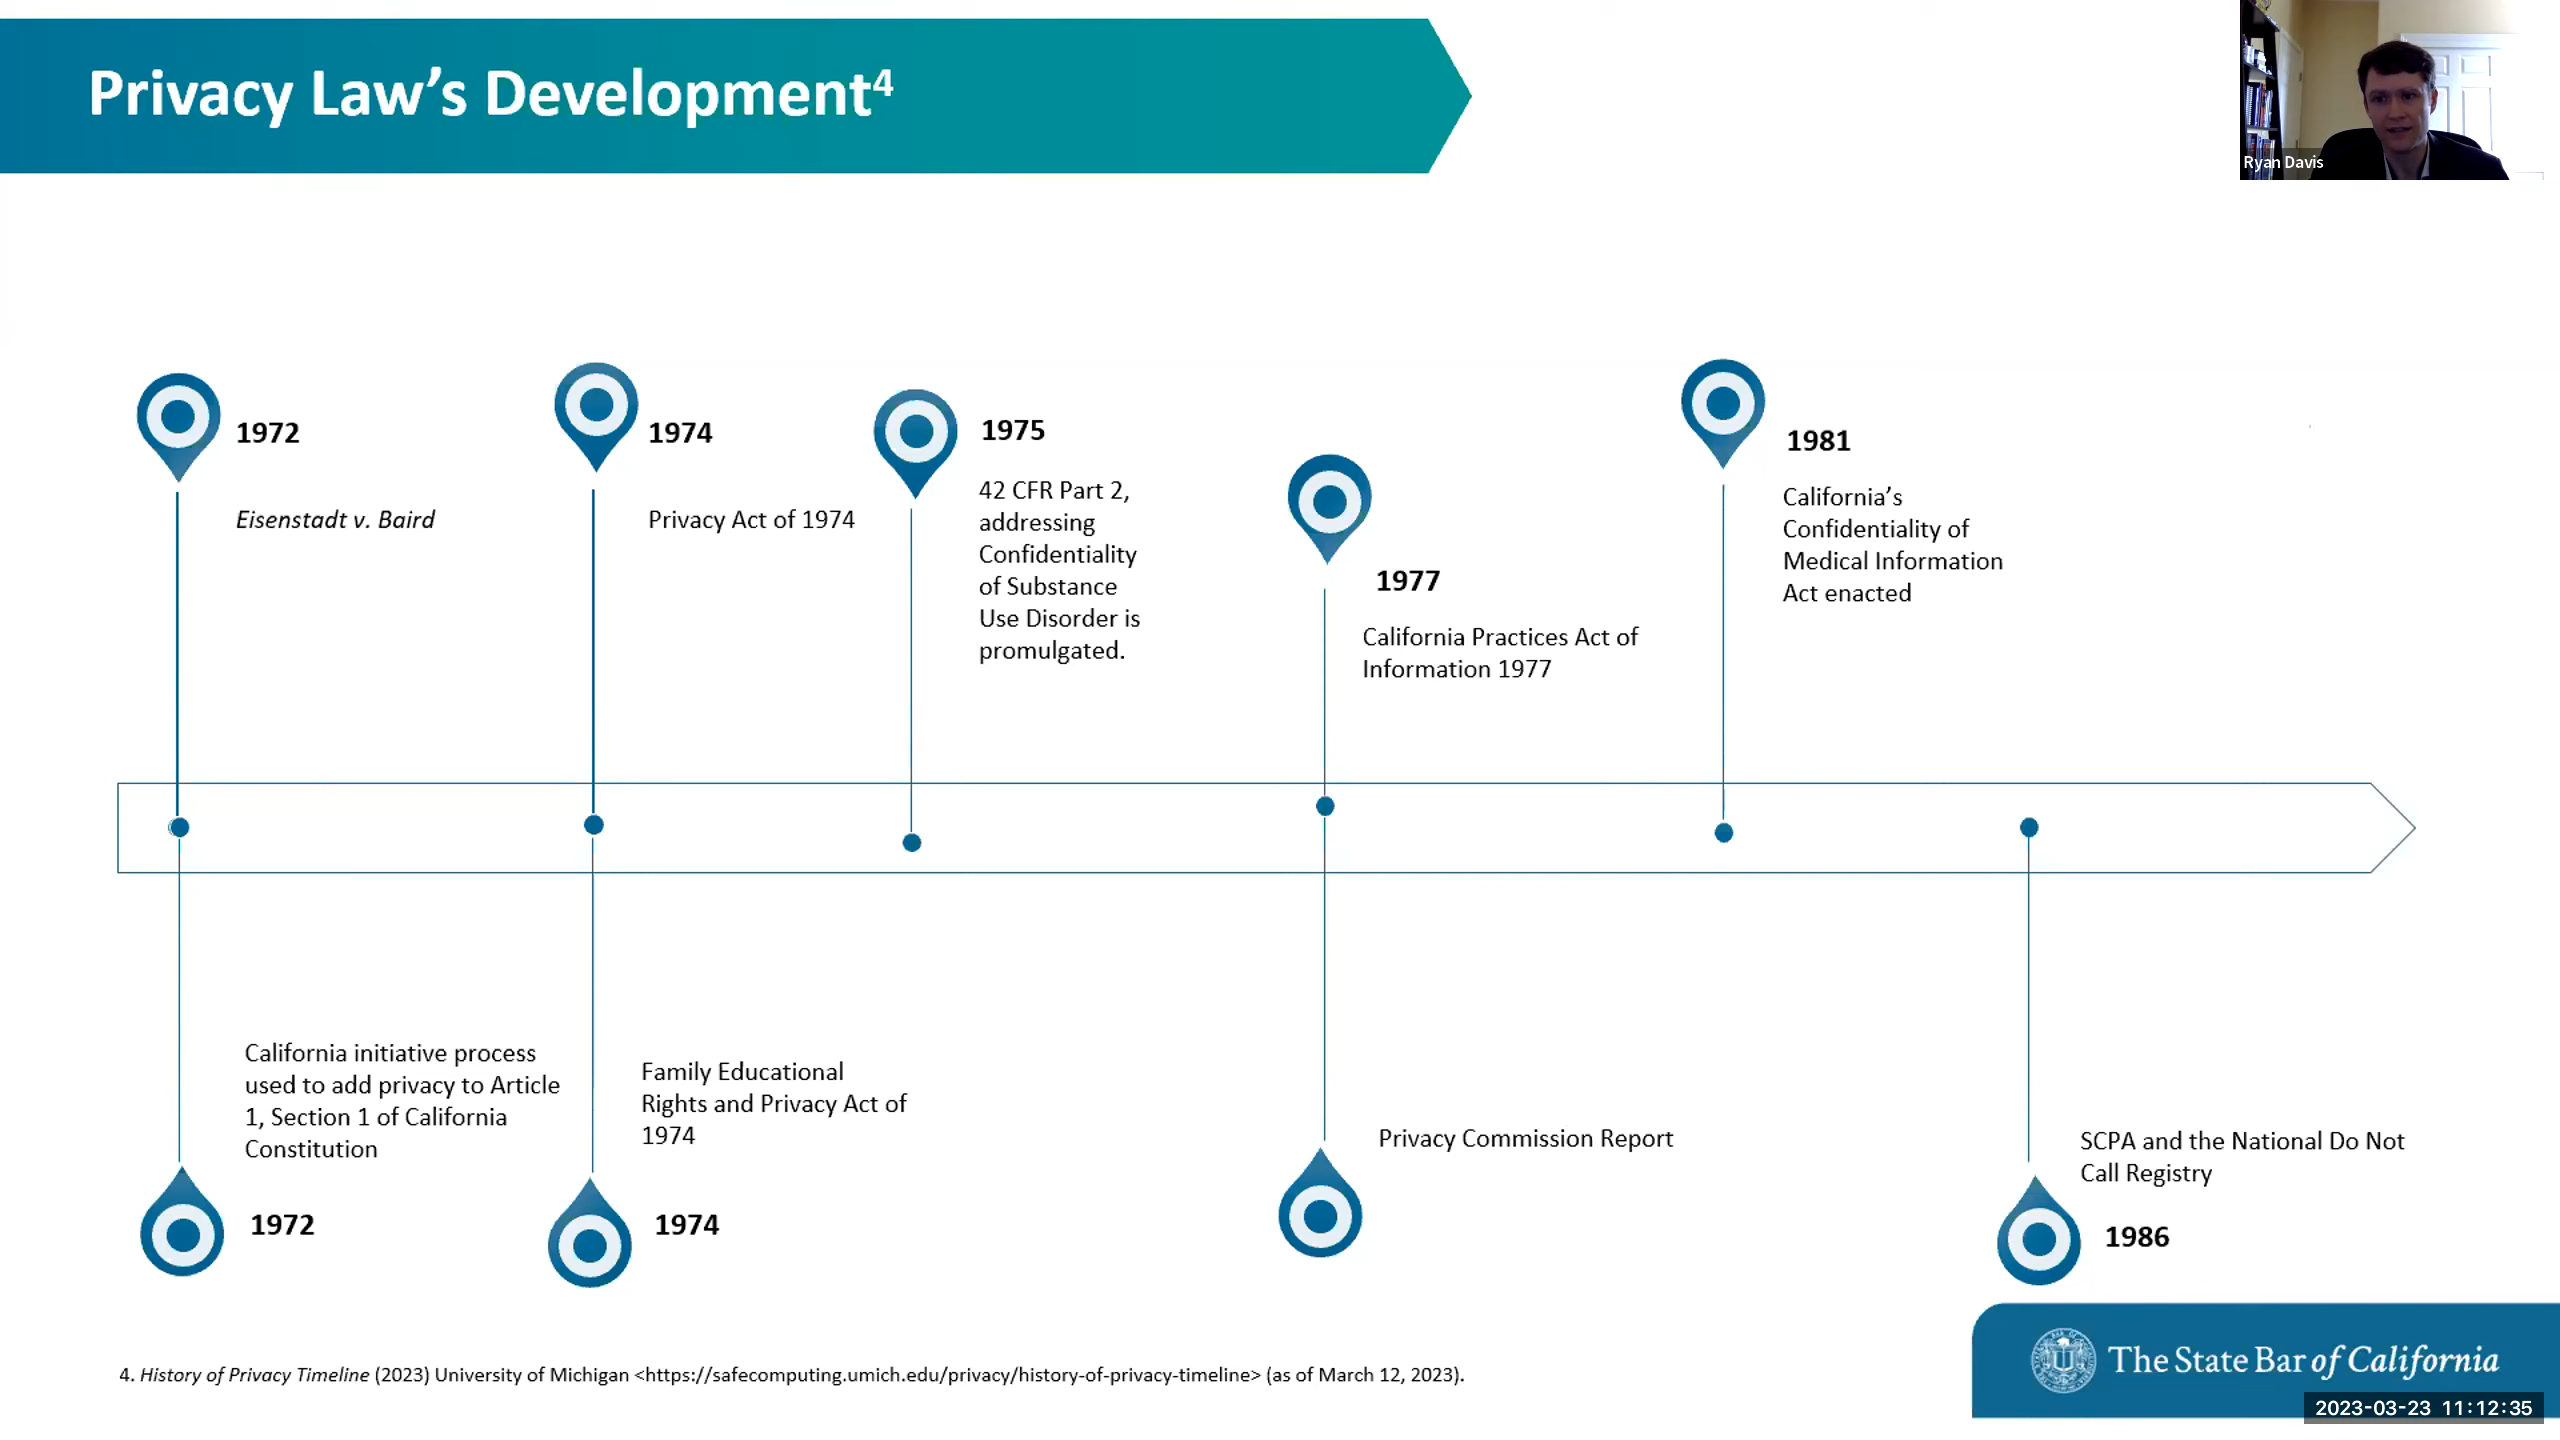 Privacy Law’s Development4
Ryan Davis
1972
Eisenstadt v. Baird
1974
Privacy Act of 1974
1975
42 CFR Part 2,
addressing
Confidentiality
of Substance
Use Disorder is
promulgated.
1977
California Practices Act of
Information 1977
1981
California’s
Confidentiality of
Medical Information
Act enacted
California initiative process
used to add privacy to Article
1, Section 1 of California
Constitution
1972
Family Educational
Rights and Privacy Act of
1974
1974
Privacy Commission Report
SCPA and the National Do Not
Call Registry
1986
4. History of Privacy Timeline (2023) University of Michigan <https://safecomputing.umich.edu/privacy/history-of-privacy-timeline> (as of March 12, 2023).
The State Bar of California
2023-03-23 11:12:35